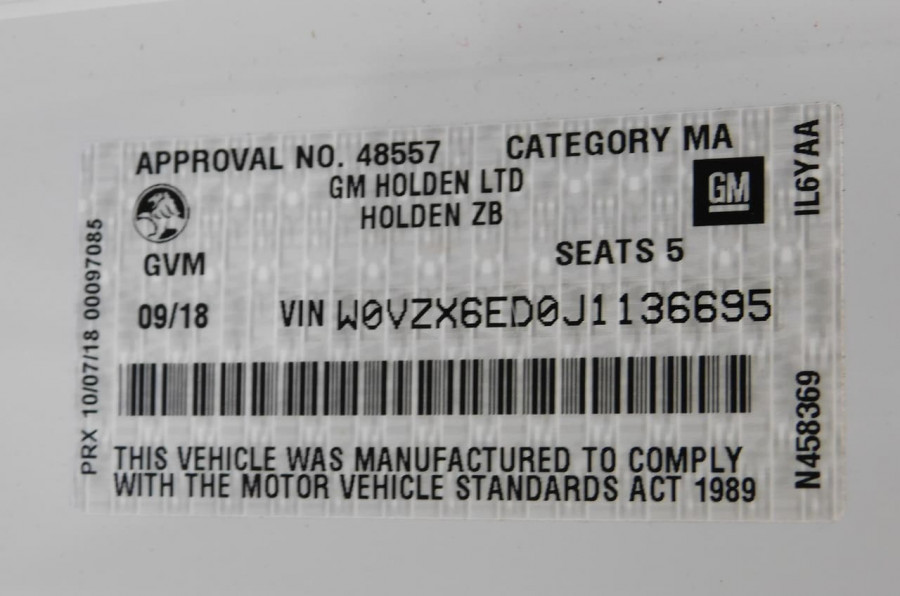 APPROVAL NO. 48557 CATEGORY MA
GM HOLDEN LTD
HOLDEN ZB
GM
GVM
SEATS 5
09/18 VIN W0VZX6ED0J1136695
THIS VEHICLE WAS MANUFACTURED TO COMPLY
WITH THE MOTOR VEHICLE STANDARDS ACT 1989
PRX 10/07/18 00097085
IL6YAA
N458369